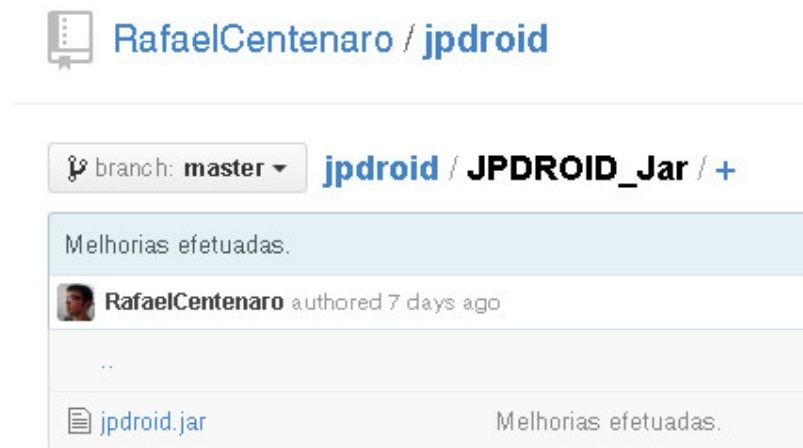 RafaelCentenaro / jpdroid
branch: master jpdroid / JPDROID_Jar / +
Melhorias efetuadas.
RafaelCentenaro authored 7 days ago
..
jpdroid.jar Melhorias efetuadas.